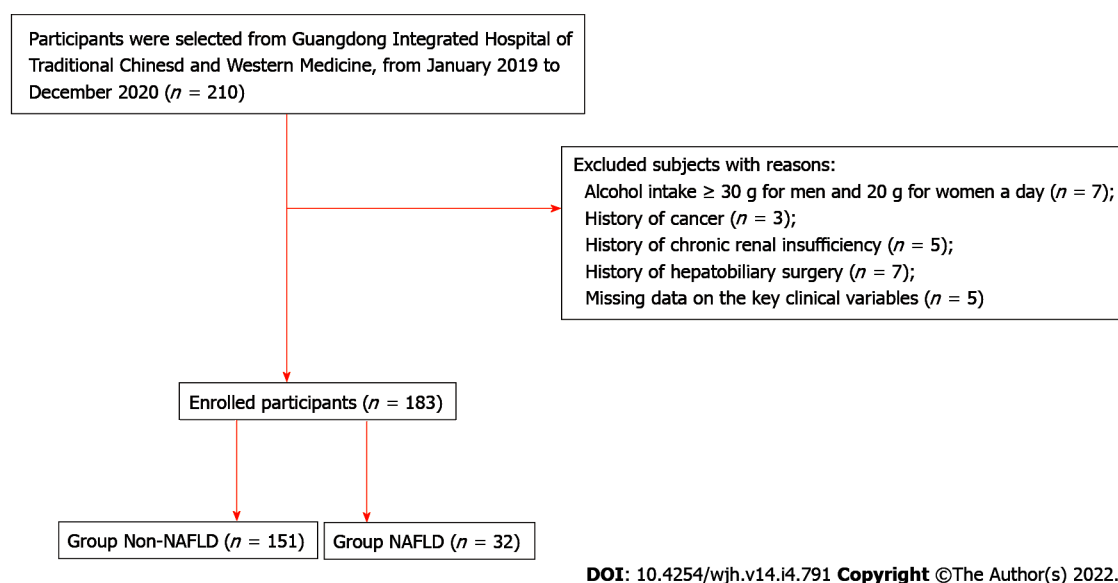 Participants were selected from Guangdong Integrated Hospital of
Traditional Chinesd and Western Medicine, from January 2019 to
December 2020 (n = 210)
Excluded subjects with reasons:
Alcohol intake ≥ 30 g for men and 20 g for women a day (n = 7);
History of cancer (n = 3);
History of chronic renal insufficiency (n = 5);
History of hepatobiliary surgery (n = 7);
Missing data on the key clinical variables (n = 5)
Enrolled participants (n = 183)
Group Non-NAFLD (n = 151)
Group NAFLD (n = 32)
DOI: 10.4254/wjh.v14.i4.791 Copyright ©The Author(s) 2022.